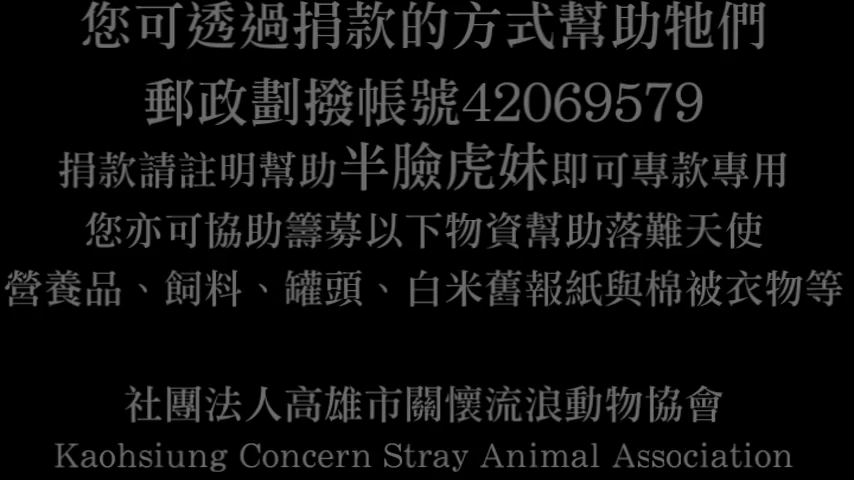 您可透過捐款的方式幫助牠們
郵政劃撥帳號42069579
捐款請註明幫助半臉虎妹即可專款專用
您亦可協助籌募以下物資幫助落難天使
營養品、飼料、罐頭、白米舊報紙與棉被衣物等
社團法人高雄市關懷流浪動物協會
Kaohsiung Concern Stray Animal Association